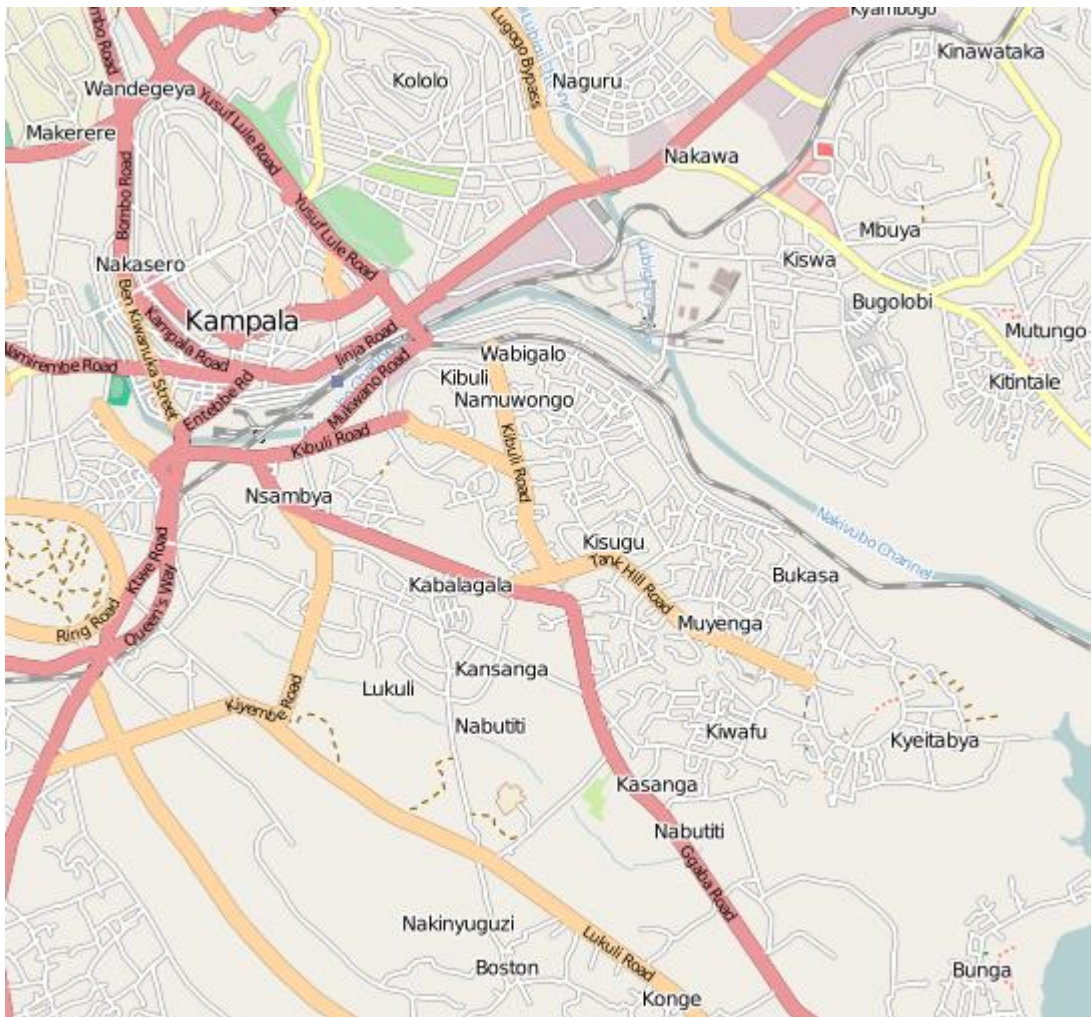 Kyambogo
Kinawataka
Kololo
Naguru
Lugogo Bypass
Wandegeya
Yusuf Lule Road
Makerere
Nakawa
Bombo Road
Yusuf Lule Road
Mbuya
Nakasero
Kiswa
Ben Kiwanuka Street
Bugolobi
Kampala
Kampala Road
Mutungo
Jinja Road
Wabigalo
Namirembe Road
Mukwano Road
Kibuli
Kitintale
Entebbe Rd
Namuwongo
Kibuli Road
Kibuli Road
Nsambya
Nakivubo Channel
Kisugu
Ktwe Road
Tank Hill Road
Bukasa
Kabalagala
Queen's Way
Ring Road
Muyenga
Kansanga
Lukuli
Kiyembe Road
Nabutiti
Kiwafu
Kyeitabya
Kasanga
Nabutiti
Ggaba Road
Nakinyuguzi
Lukuli Road
Boston
Bunga
Konge